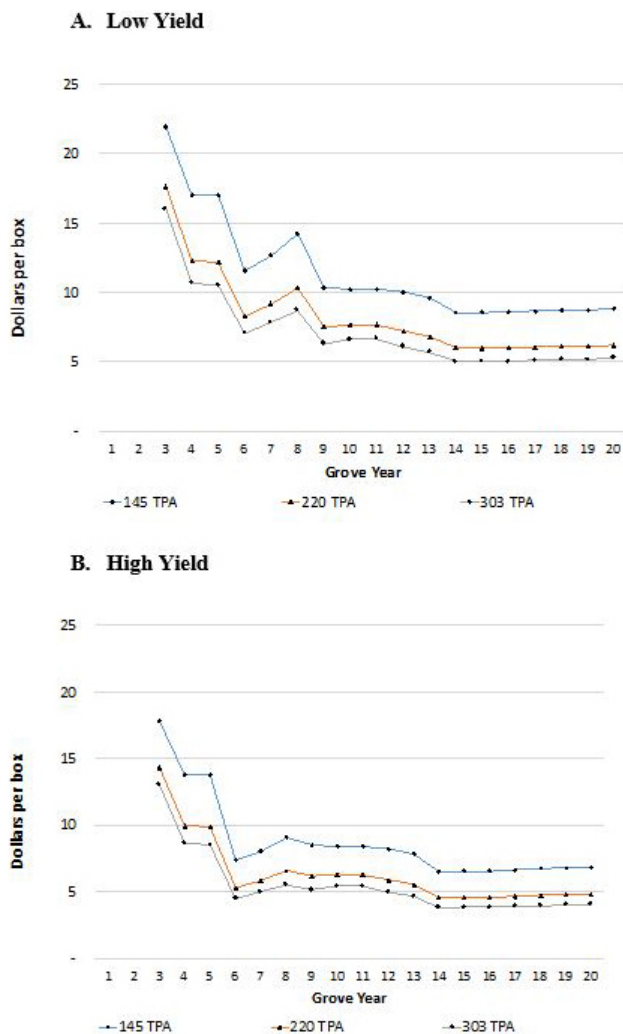 A. Low Yield
25
20
15
10
5
-
Dollars per box
1 2 3 4 5 6 7 8 9 10 11 12 13 14 15 16 17 18 19 20
Grove Year
145 TPA 220 TPA 303 TPA
B. High Yield
25
20
15
10
5
-
Dollars per box
1 2 3 4 5 6 7 8 9 10 11 12 13 14 15 16 17 18 19 20
Grove Year
145 TPA 220 TPA 303 TPA